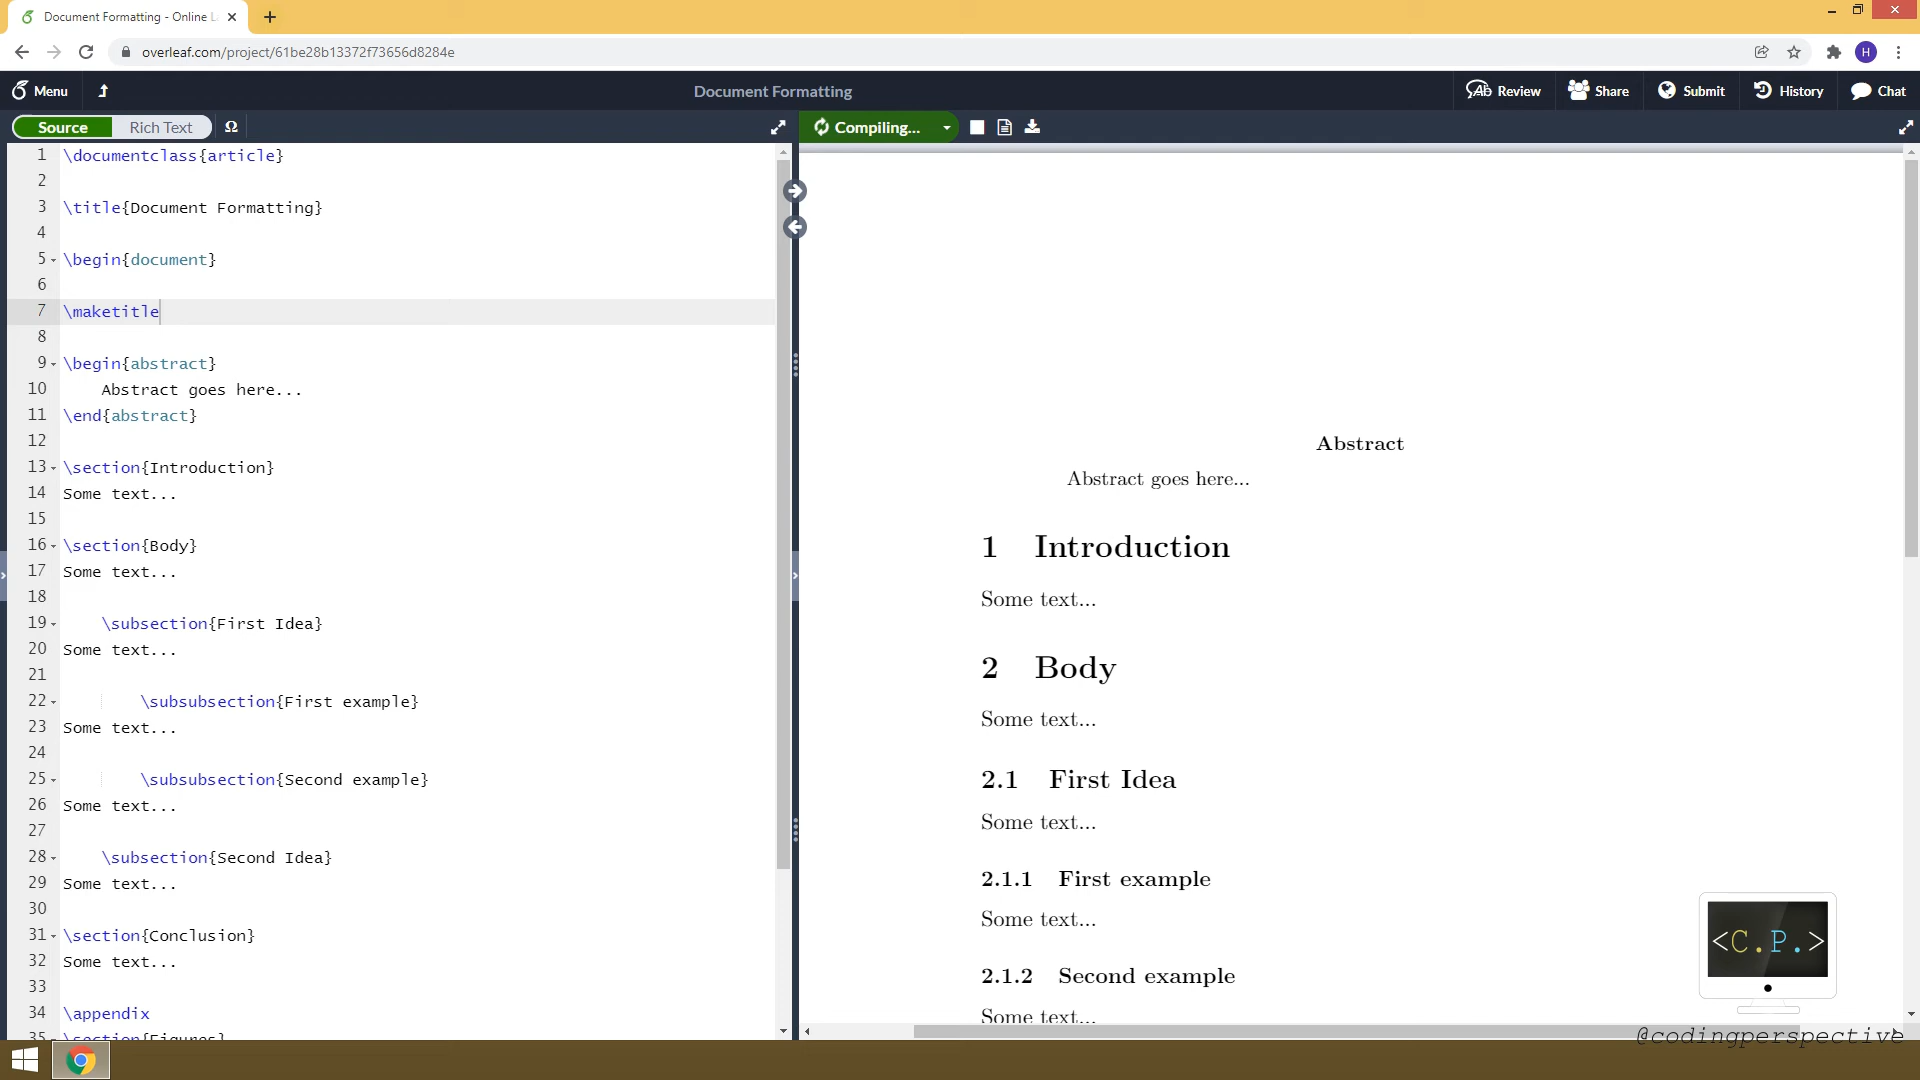 Document Formatting - Online L
overleaf.com/project/61be28b13372f73656d8284e
H
Menu
Document Formatting
Review
Share
Submit
History
Chat
Source
Rich Text
Ω
Compiling...
1 \documentclass{article}
2
3 \title{Document Formatting}
4
5 \begin{document}
6
7 \maketitle
8
9 \begin{abstract}
10 Abstract goes here...
11 \end{abstract}
12
13 \section{Introduction}
14 Some text...
15
16 \section{Body}
17 Some text...
18
19 \subsection{First Idea}
20 Some text...
21
22 \subsubsection{First example}
23 Some text...
24
25 \subsubsection{Second example}
26 Some text...
27
28 \subsection{Second Idea}
29 Some text...
30
31 \section{Conclusion}
32 Some text...
33
34 \appendix
35 \section{Figures}
Abstract
Abstract goes here...
1 Introduction
Some text...
2 Body
Some text...
2.1 First Idea
Some text...
2.1.1 First example
Some text...
2.1.2 Second example
Some text...
<C.P.>
@codingperspective